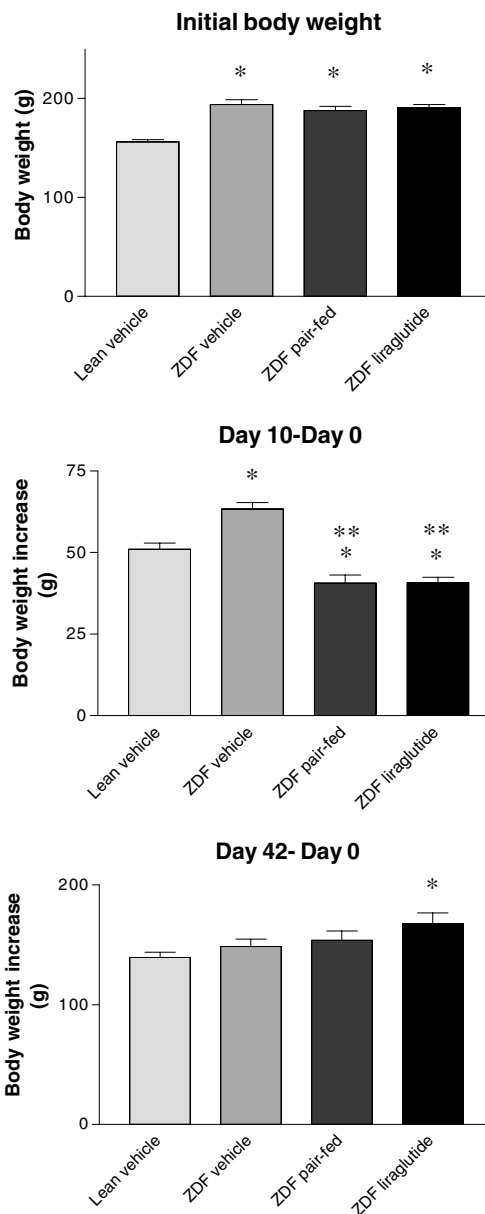 Initial body weight
Body weight (g)
200
100
0
* * *
Lean vehicle
ZDF vehicle
ZDF pair-fed
ZDF liraglutide
Day 10-Day 0
Body weight increase
(g)
75
50
25
0
*
** **
* *
Lean vehicle
ZDF vehicle
ZDF pair-fed
ZDF liraglutide
Day 42- Day 0
Body weight increase
(g)
200
100
0
*
Lean vehicle
ZDF vehicle
ZDF pair-fed
ZDF liraglutide